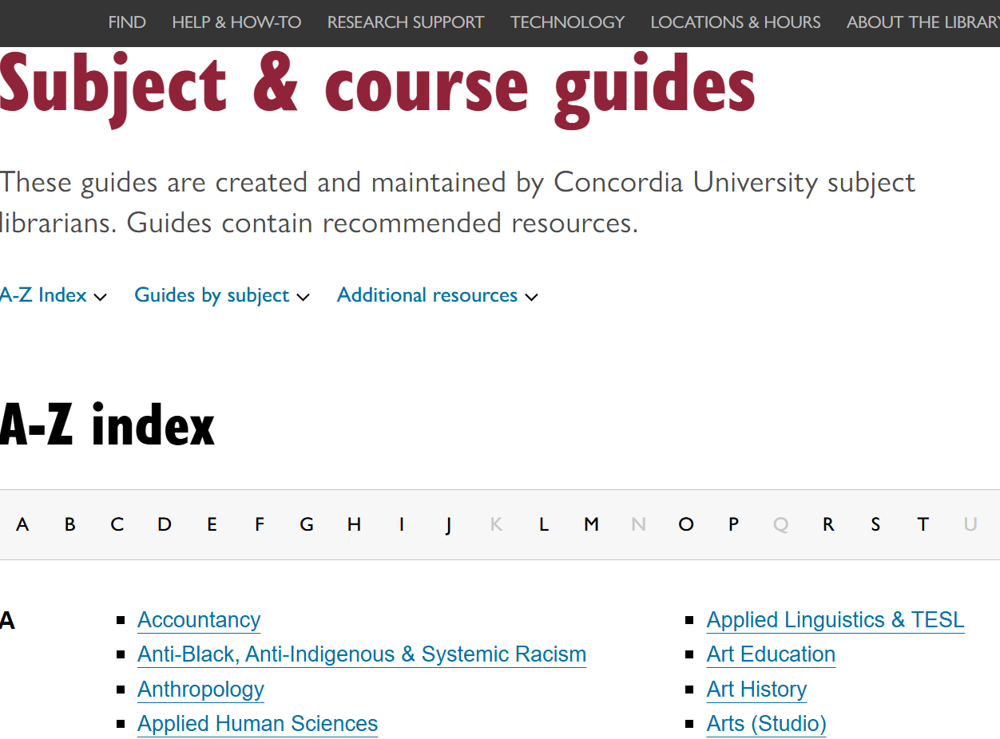 FIND HELP & HOW-TO RESEARCH SUPPORT TECHNOLOGY LOCATIONS & HOURS ABOUT THE LIBRARY
Subject & course guides
These guides are created and maintained by Concordia University subject
librarians. Guides contain recommended resources.
A-Z Index Guides by subject Additional resources
A-Z index
A B C D E F G H I J K L M N O P Q R S T U
A
Accountancy
Anti-Black, Anti-Indigenous & Systemic Racism
Anthropology
Applied Human Sciences
Applied Linguistics & TESL
Art Education
Art History
Arts (Studio)